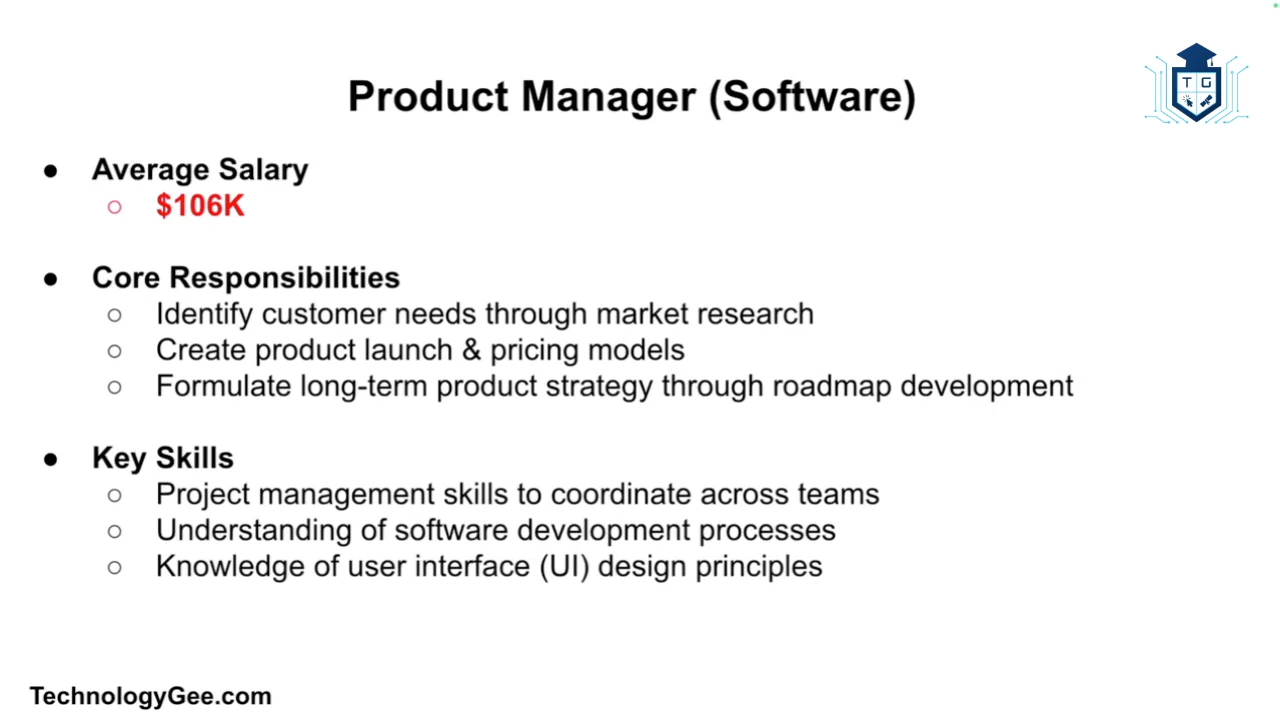 Product Manager (Software)
T G
● Average Salary
○ $106K
● Core Responsibilities
○ Identify customer needs through market research
○ Create product launch & pricing models
○ Formulate long-term product strategy through roadmap development
● Key Skills
○ Project management skills to coordinate across teams
○ Understanding of software development processes
○ Knowledge of user interface (UI) design principles
TechnologyGee.com